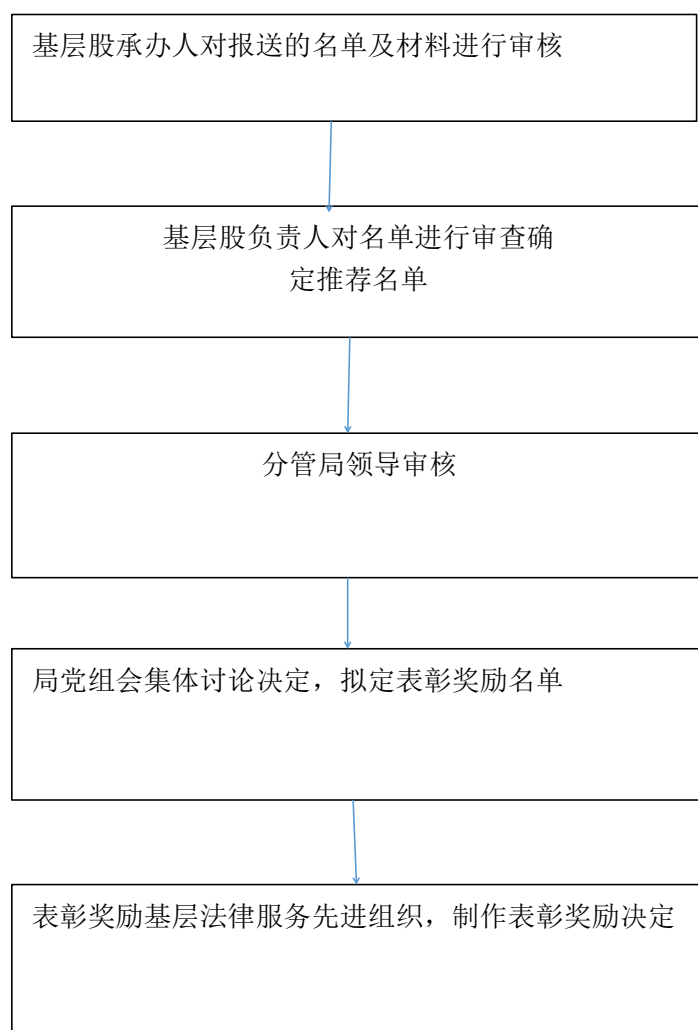 基层股承办人对报送的名单及材料进行审核
基层股负责人对名单进行审查确
定推荐名单
分管局领导审核
局党组会集体讨论决定，拟定表彰奖励名单
表彰奖励基层法律服务先进组织，制作表彰奖励决定